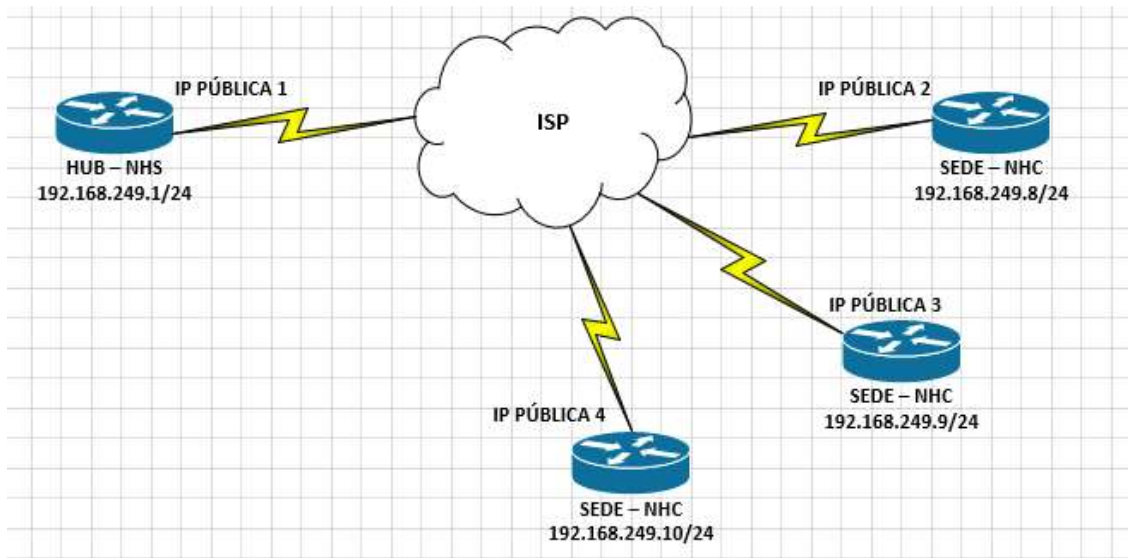 IP PÚBLICA 1
HUB – NHS
192.168.249.1/24
ISP
IP PÚBLICA 2
SEDE – NHC
192.168.249.8/24
IP PÚBLICA 3
SEDE – NHC
192.168.249.9/24
IP PÚBLICA 4
SEDE – NHC
192.168.249.10/24